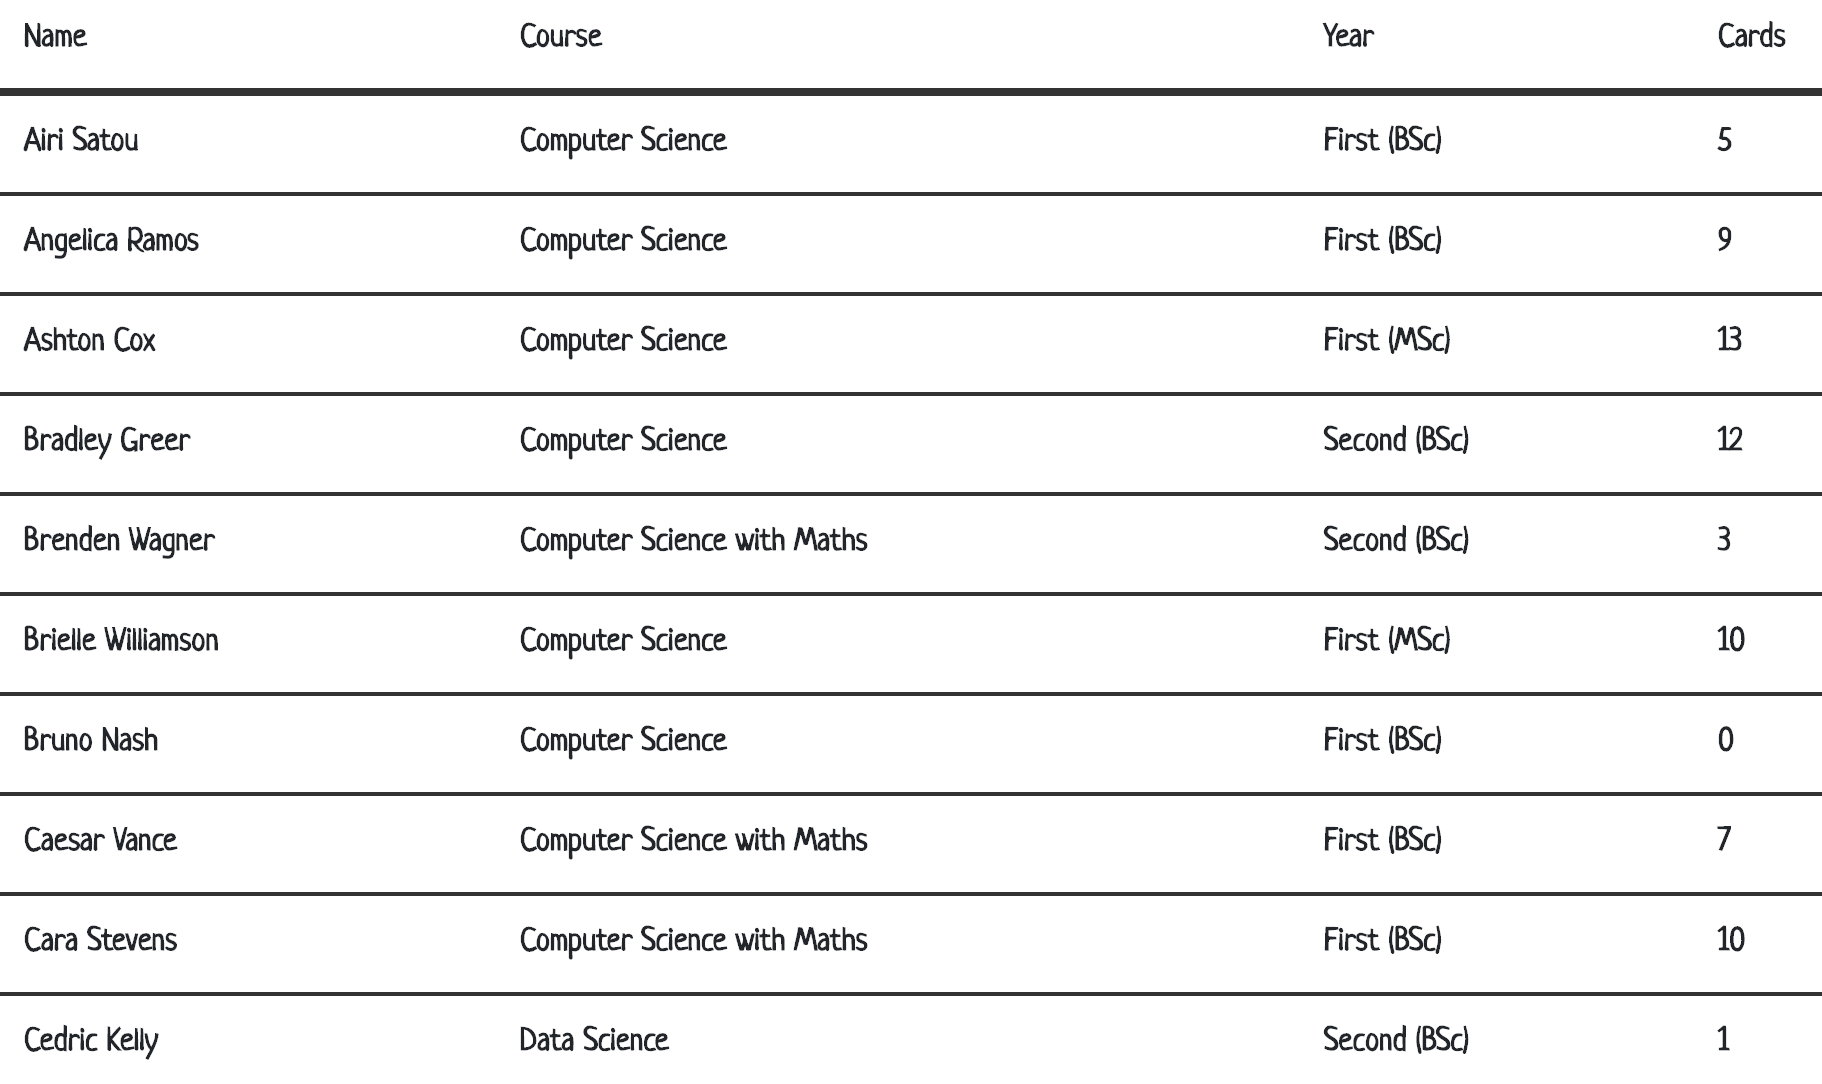 Name Course Year Cards
Airi Satou Computer Science First (BSc) 5
Angelica Ramos Computer Science First (BSc) 9
Ashton Cox Computer Science First (MSc) 13
Bradley Greer Computer Science Second (BSc) 12
Brenden Wagner Computer Science with Maths Second (BSc) 3
Brielle Williamson Computer Science First (MSc) 10
Bruno Nash Computer Science First (BSc) 0
Caesar Vance Computer Science with Maths First (BSc) 7
Cara Stevens Computer Science with Maths First (BSc) 10
Cedric Kelly Data Science Second (BSc) 1